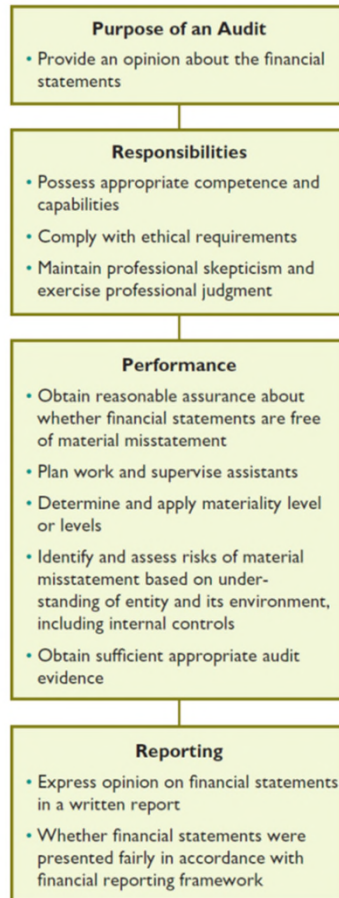 Purpose of an Audit
• Provide an opinion about the financial
statements
Responsibilities
• Possess appropriate competence and
capabilities
• Comply with ethical requirements
• Maintain professional skepticism and
exercise professional judgment
Performance
• Obtain reasonable assurance about
whether financial statements are free
of material misstatement
• Plan work and supervise assistants
• Determine and apply materiality level
or levels
• Identify and assess risks of material
misstatement based on under-
standing of entity and its environment,
including internal controls
• Obtain sufficient appropriate audit
evidence
Reporting
• Express opinion on financial statements
in a written report
• Whether financial statements were
presented fairly in accordance with
financial reporting framework